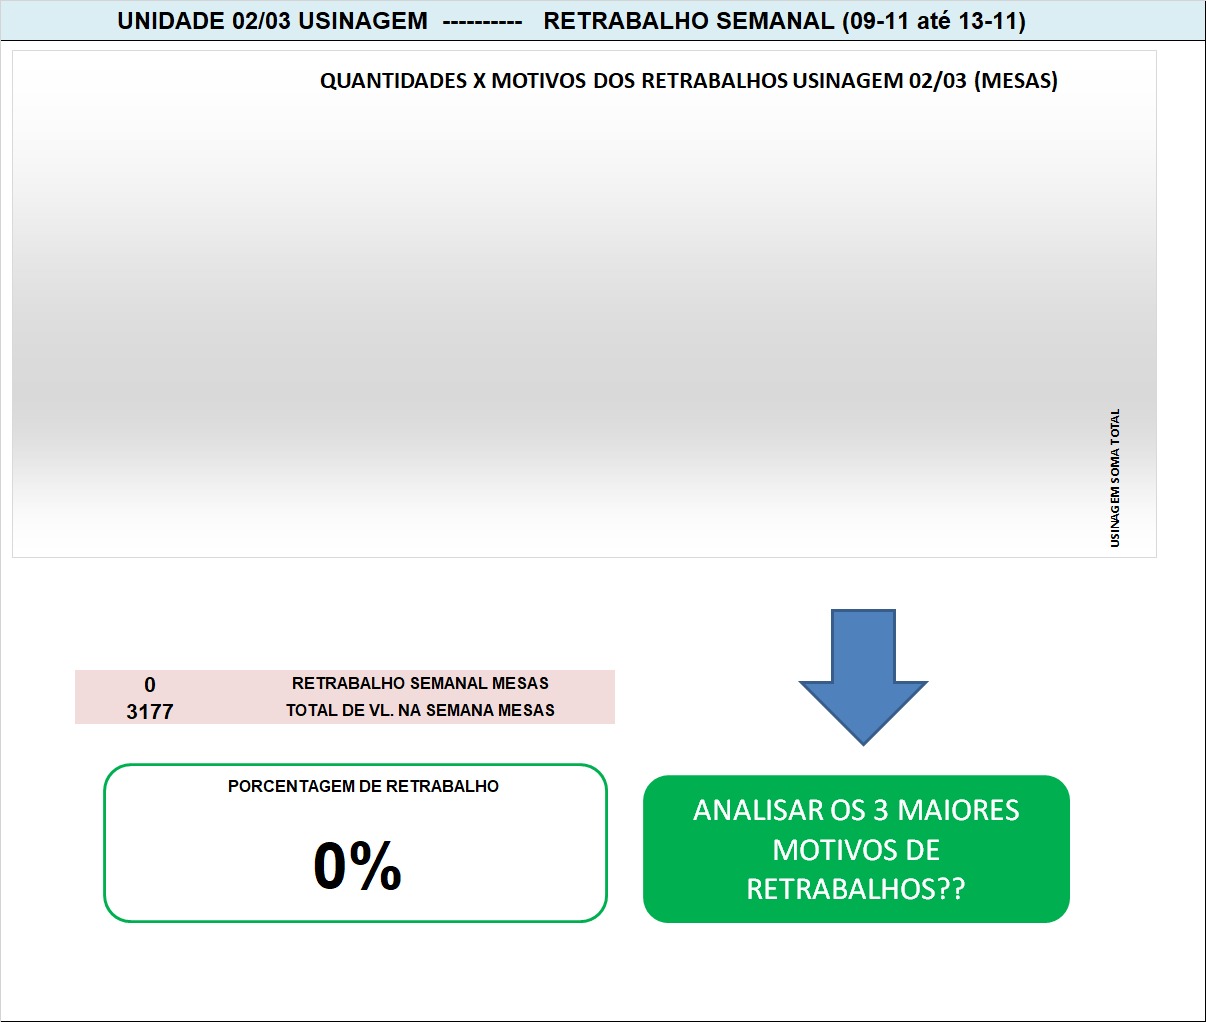 UNIDADE 02/03 USINAGEM ---------- RETRABALHO SEMANAL (09-11 até 13-11)
QUANTIDADES X MOTIVOS DOS RETRABALHOS USINAGEM 02/03 (MESAS)
USINAGEM SOMA TOTAL
0 RETRABALHO SEMANAL MESAS
3177 TOTAL DE VL. NA SEMANA MESAS
PORCENTAGEM DE RETRABALHO
0%
ANALISAR OS 3 MAIORES
MOTIVOS DE
RETRABALHOS??